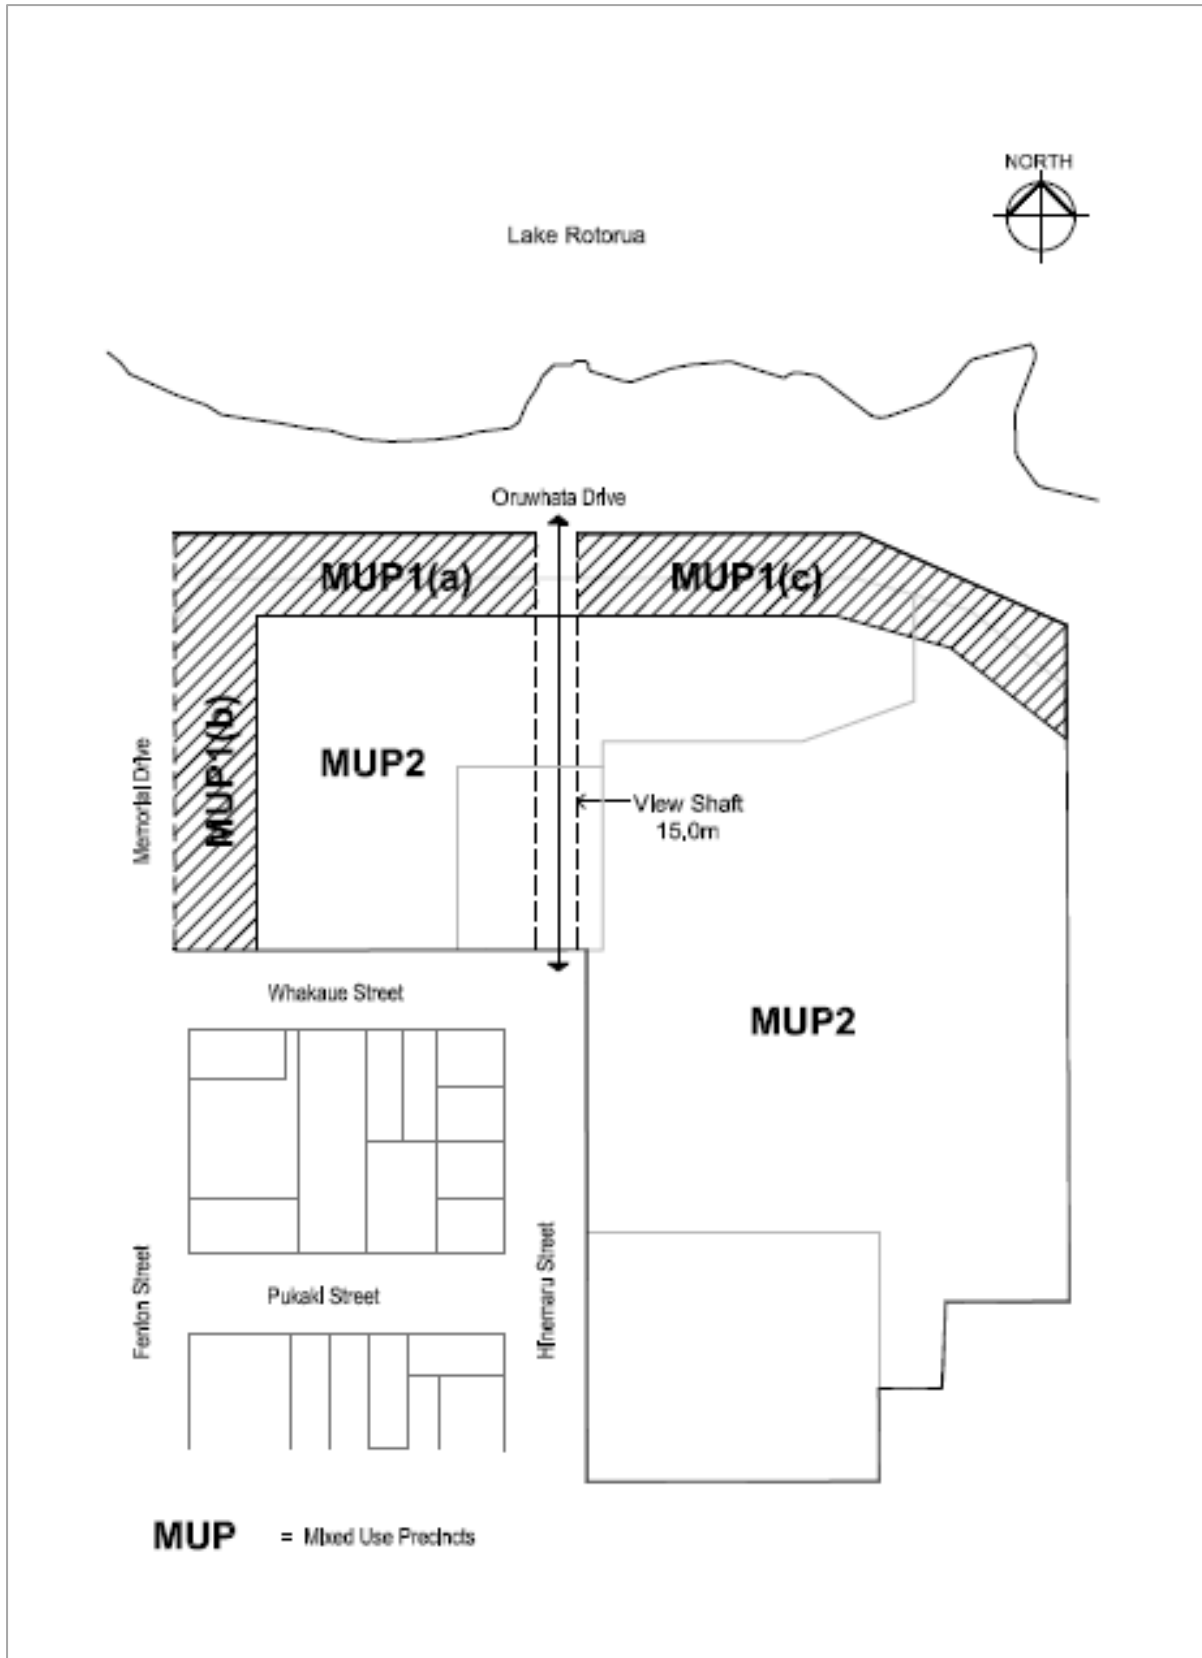 NORTH
Lake Rotorua
Oruwhata Drive
MUP1(a)
MUP1(c)
MUP1(b)
MUP2
Memorial Drive
View Shaft
15.0m
Whakaue Street
MUP2
Fenton Street
Pukaki Street
Hinemaru Street
MUP = Mixed Use Precincts